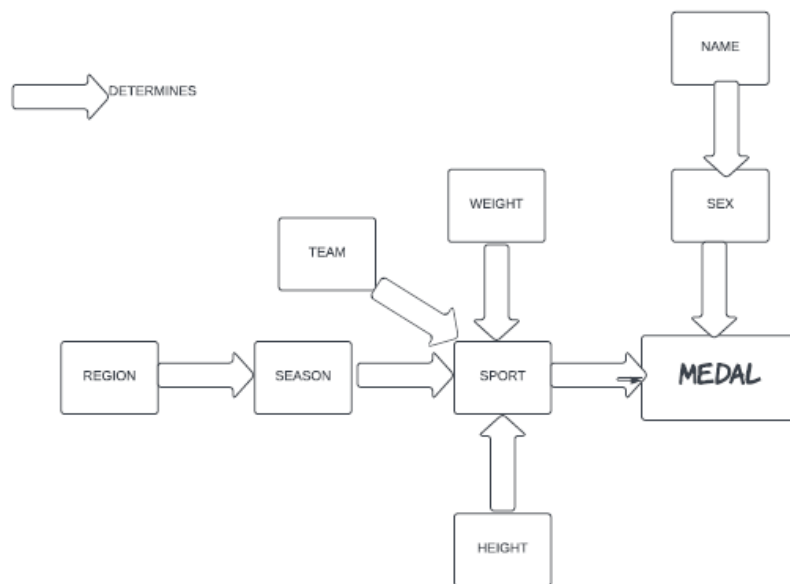 NAME
DETERMINES
WEIGHT
SEX
TEAM
REGION
SEASON
SPORT
MEDAL
HEIGHT